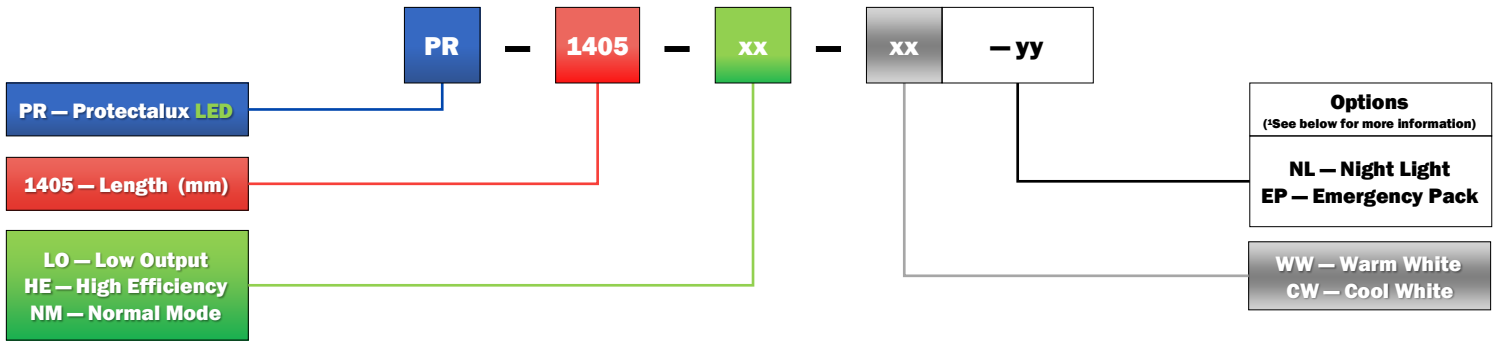 PR – 1405 – xx – xx – yy
PR – Protectalux LED
1405 – Length (mm)
LO – Low Output
HE – High Efficiency
NM – Normal Mode
Options
(¹See below for more information)
NL – Night Light
EP – Emergency Pack
WW – Warm White
CW – Cool White